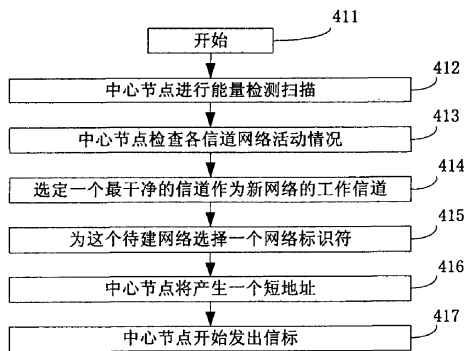 411
开始
412
中心节点进行能量检测扫描
413
中心节点检查各信道网络活动情况
414
选定一个最干净的信道作为新网络的工作信道
415
为这个待建网络选择一个网络标识符
416
中心节点将产生一个短地址
417
中心节点开始发出信标